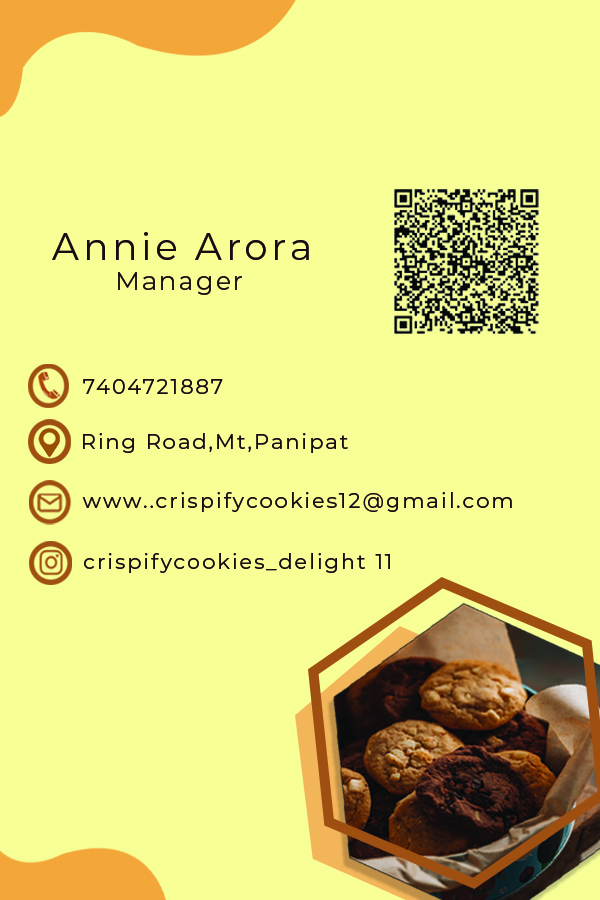 Annie Arora
Manager
7404721887
Ring Road,Mt,Panipat
www..crispifycookies12@gmail.com
crispifycookies_delight 11